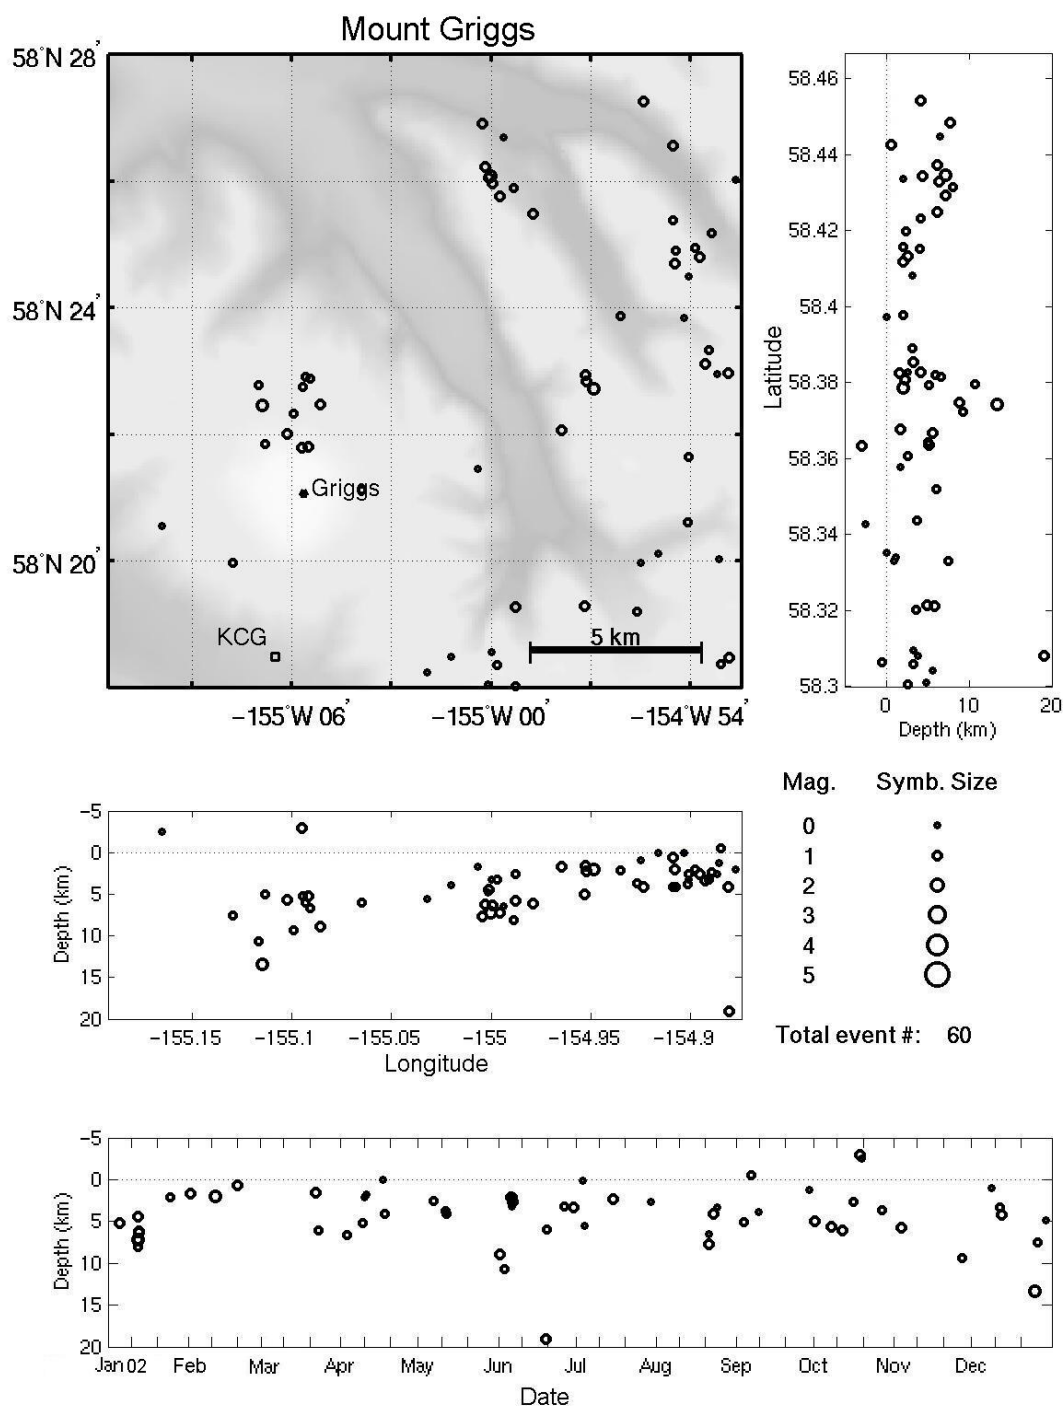 Mount Griggs
58°N 28'
58°N 24'
58°N 20'
Griggs
KCG
5 km
−155°W 06'
−155°W 00'
−154°W 54'
58.46
58.44
58.42
58.4
58.38
58.36
58.34
58.32
58.3
Latitude
0 10 20
Depth (km)
−5
0
5
10
15
20
Depth (km)
−155.15 −155.1 −155.05 −155 −154.95 −154.9
Longitude
Mag. Symb. Size
0
1
2
3
4
5
Total event #: 60
−5
0
5
10
15
20
Depth (km)
Jan02 Feb Mar Apr May Jun Jul Aug Sep Oct Nov Dec
Date